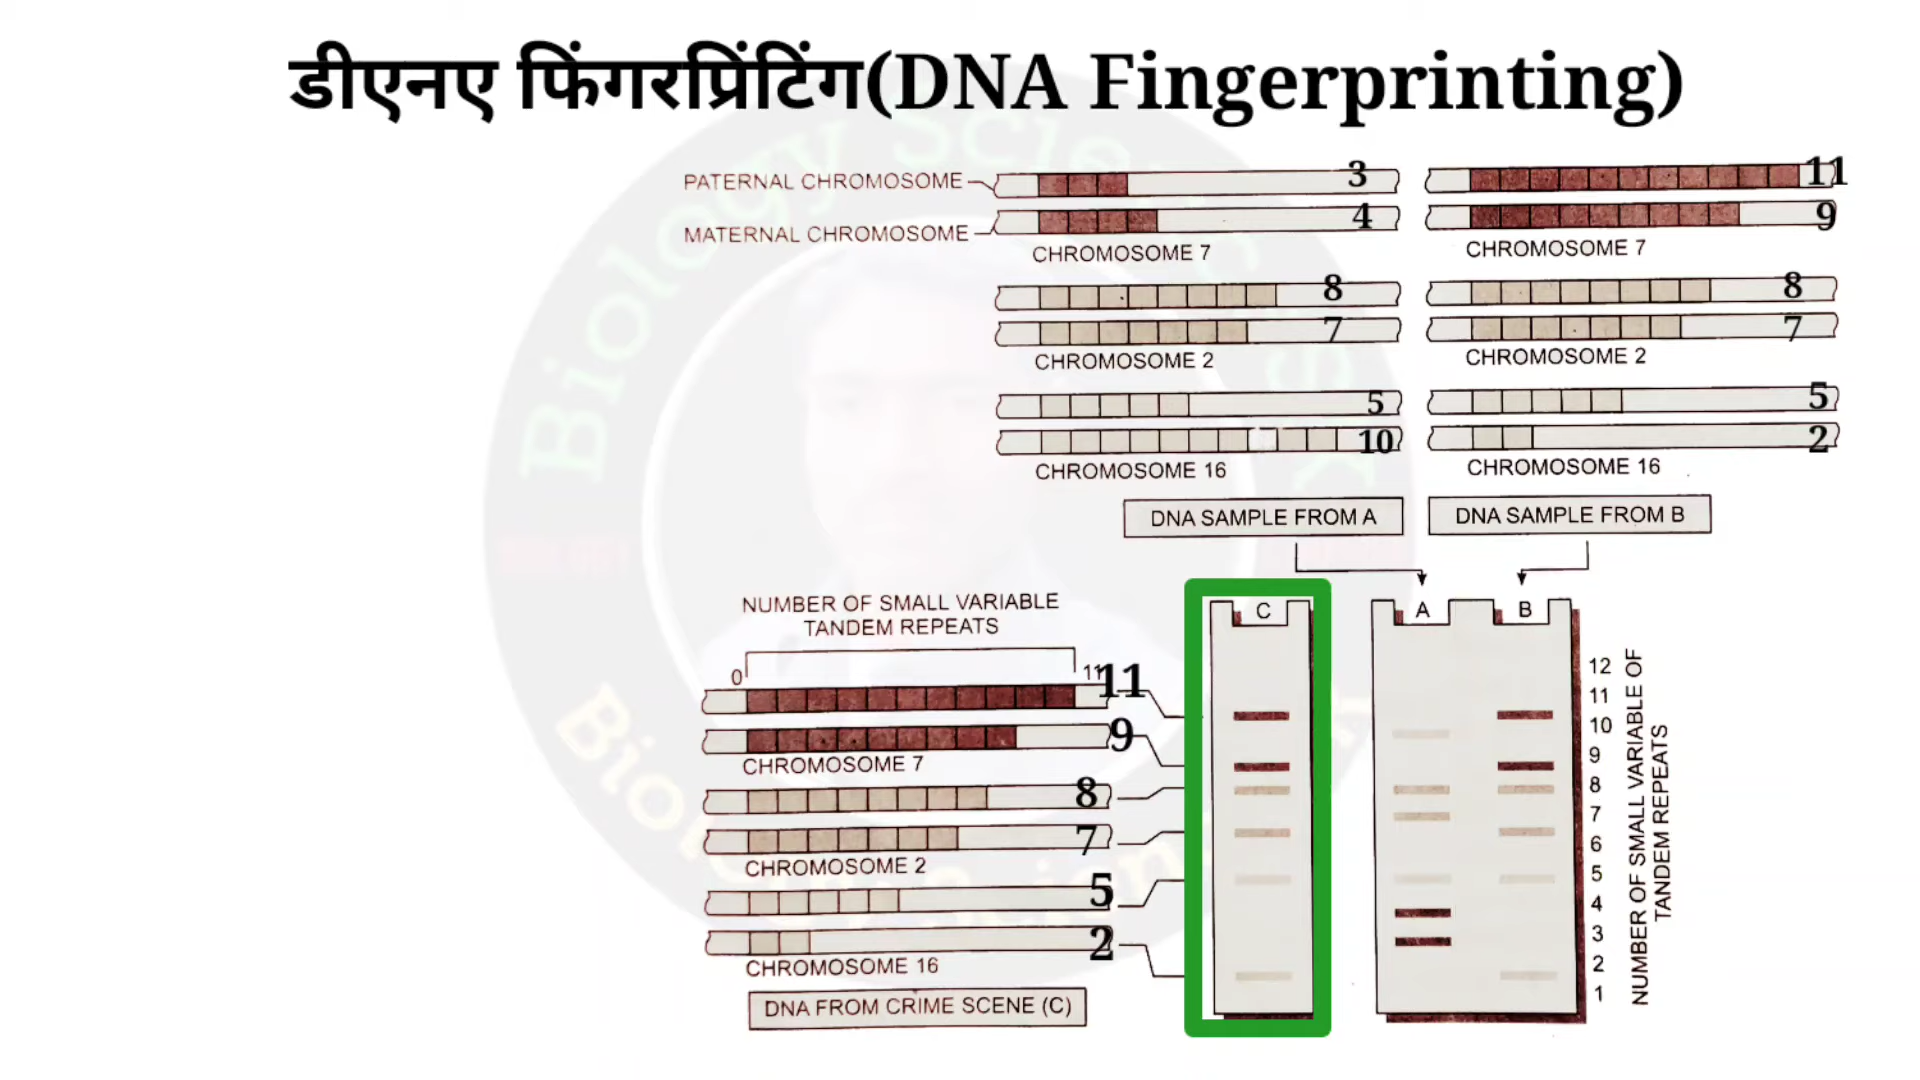 डीएनए फिंगरप्रिंटिंग(DNA Fingerprinting)
PATERNAL CHROMOSOME
3
11
MATERNAL CHROMOSOME
4
9
CHROMOSOME 7
CHROMOSOME 7
8
8
7
7
CHROMOSOME 2
CHROMOSOME 2
5
5
10
2
CHROMOSOME 16
CHROMOSOME 16
DNA SAMPLE FROM A
DNA SAMPLE FROM B
NUMBER OF SMALL VARIABLE
TANDEM REPEATS
0
11
11
9
CHROMOSOME 7
8
7
CHROMOSOME 2
5
2
CHROMOSOME 16
DNA FROM CRIME SCENE (C)
C
A
B
12
11
10
9
8
7
6
5
4
3
2
1
NUMBER OF SMALL VARIABLE OF
TANDEM REPEATS
Biology Science